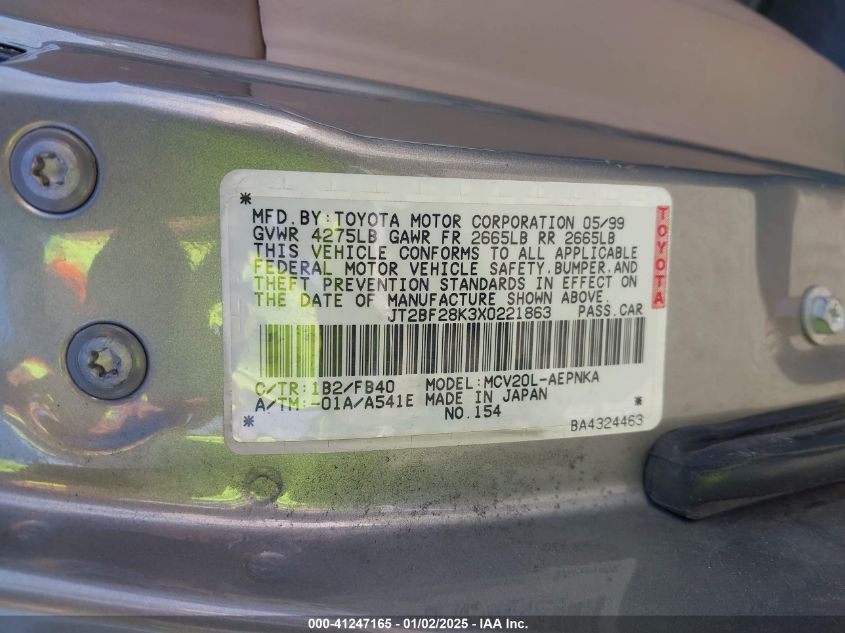 MFD. BY: TOYOTA MOTOR CORPORATION 05/99
GVWR 4275LB GAWR FR 2665LB RR 2665LB
THIS VEHICLE CONFORMS TO ALL APPLICABLE
FEDERAL MOTOR VEHICLE SAFETY, BUMPER, AND
THEFT PREVENTION STANDARDS IN EFFECT ON
THE DATE OF MANUFACTURE SHOWN ABOVE.
JT2BF28K3X0221863 PASS. CAR
TOYOTA
C/TR: 1B2/FB40 MODEL: MCV20L-AEPNKA
A/TM: -01A/A541E MADE IN JAPAN
NO. 154
BA4324463
000-41247165 - 01/02/2025 - IAA Inc.